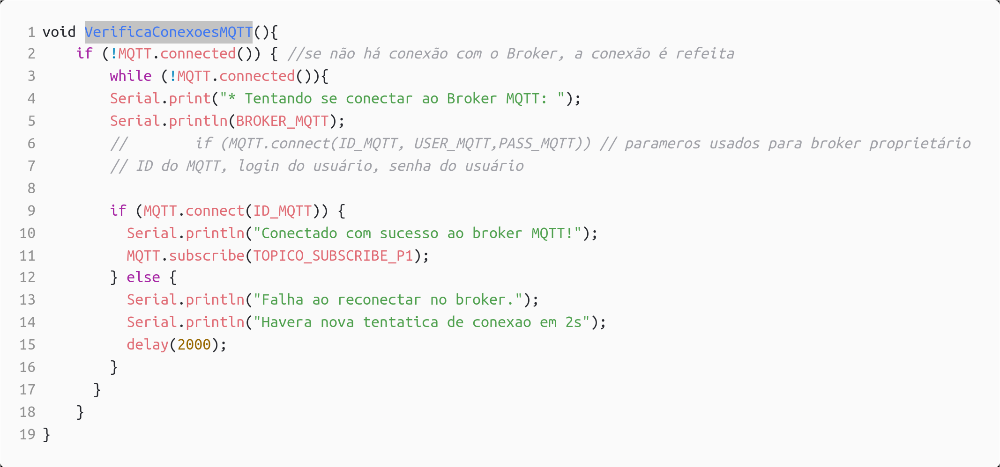 1 void VerificaConexoesMQTT(){
2     if (!MQTT.connected()) { //se não há conexão com o Broker, a conexão é refeita
3         while (!MQTT.connected()){
4         Serial.print("* Tentando se conectar ao Broker MQTT: ");
5         Serial.println(BROKER_MQTT);
6         //        if (MQTT.connect(ID_MQTT, USER_MQTT,PASS_MQTT)) // parameros usados para broker proprietário
7         // ID do MQTT, login do usuário, senha do usuário
8
9         if (MQTT.connect(ID_MQTT)) {
10           Serial.println("Conectado com sucesso ao broker MQTT!");
11           MQTT.subscribe(TOPICO_SUBSCRIBE_P1);
12         } else {
13           Serial.println("Falha ao reconectar no broker.");
14           Serial.println("Havera nova tentatica de conexao em 2s");
15           delay(2000);
16         }
17       }
18     }
19 }